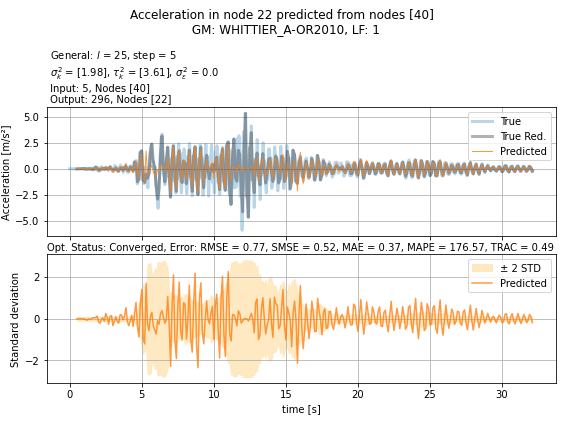 Acceleration in node 22 predicted from nodes [40]
GM: WHITTIER_A-OR2010, LF: 1
General: l = 25, step = 5
σ²ₖ = [1.98], τ²ₖ = [3.61], σ²ε = 0.0
Input: 5, Nodes [40]
Output: 296, Nodes [22]
Acceleration [m/s²]
5.0
2.5
0.0
−2.5
−5.0
True
True Red.
Predicted
Opt. Status: Converged, Error: RMSE = 0.77, SMSE = 0.52, MAE = 0.37, MAPE = 176.57, TRAC = 0.49
Standard deviation
2
0
−2
± 2 STD
Predicted
0 5 10 15 20 25 30
time [s]